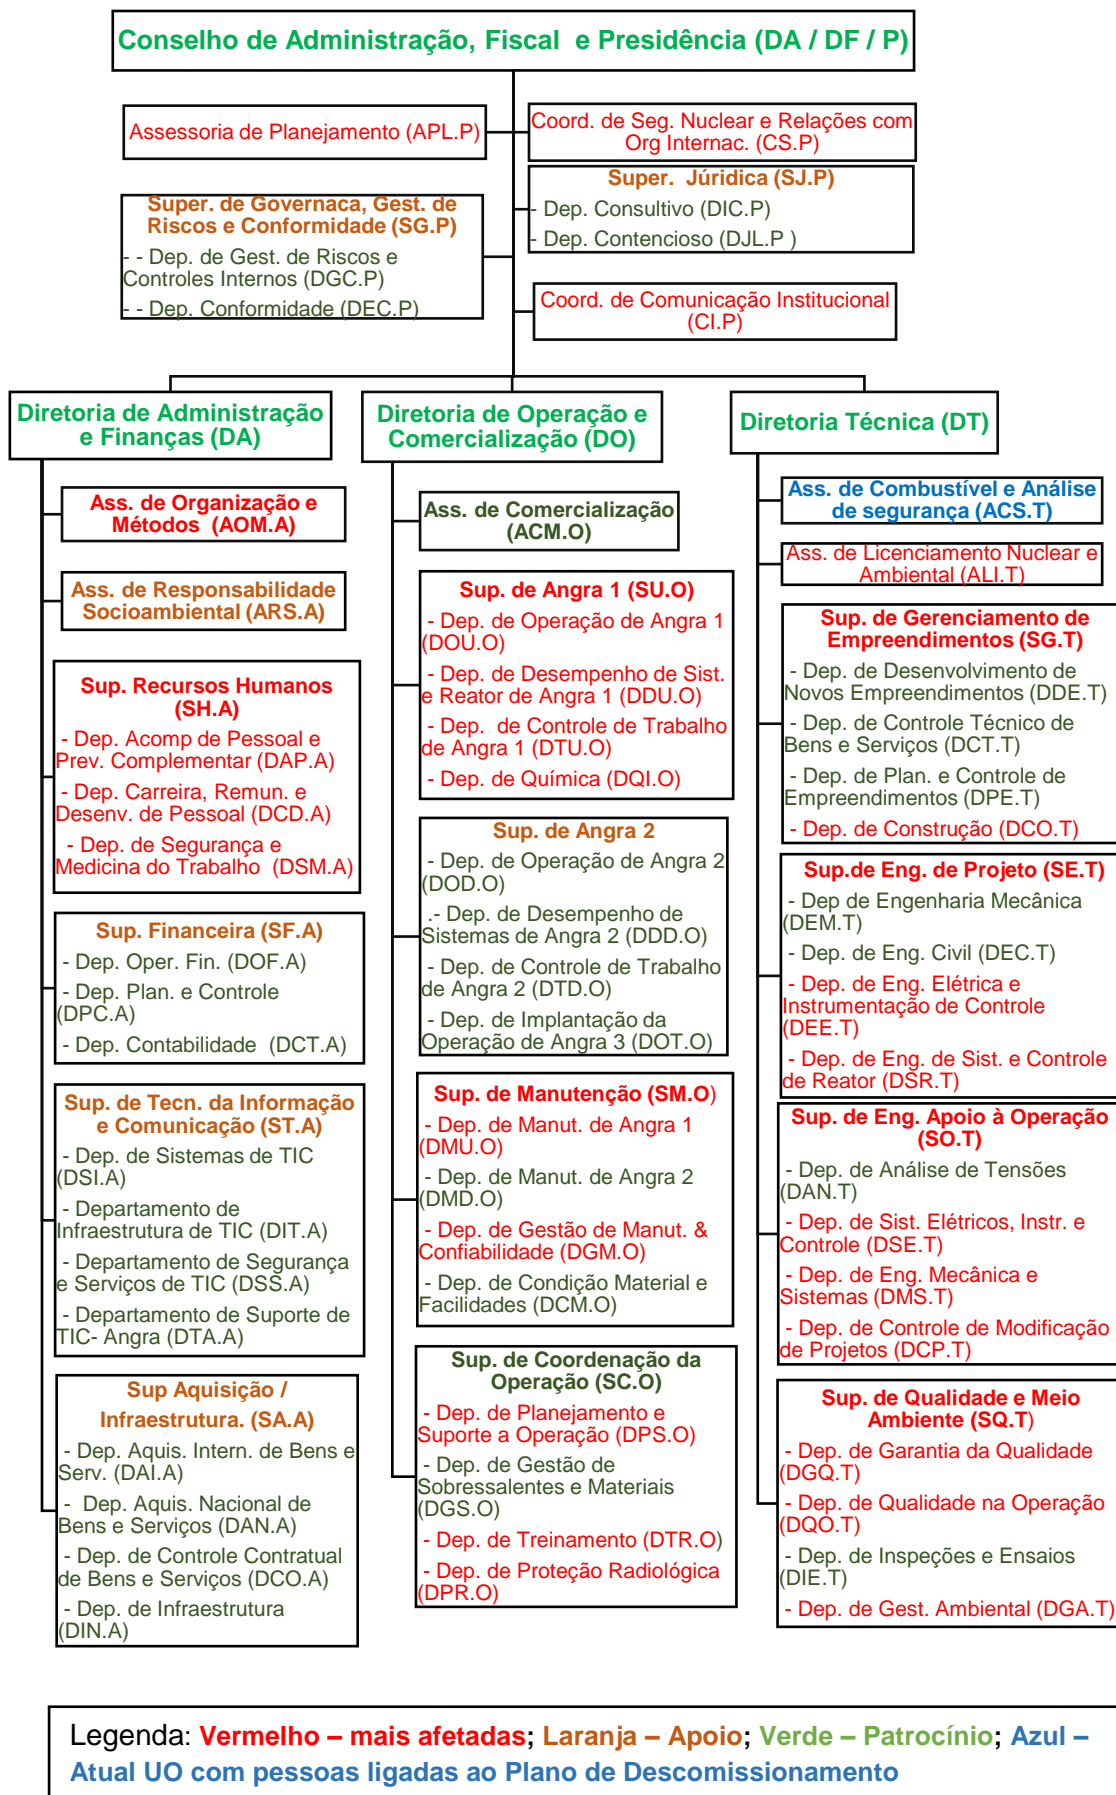 Conselho de Administração, Fiscal  e Presidência (DA / DF / P)
Assessoria de Planejamento (APL.P)
Coord. de Seg. Nuclear e Relações com
Org Internac. (CS.P)
Super. de Governaca, Gest. de
Riscos e Conformidade (SG.P)
- - Dep. de Gest. de Riscos e
Controles Internos (DGC.P)
- - Dep. Conformidade (DEC.P)
Super.  Júridica (SJ.P)
- Dep. Consultivo (DIC.P)
- Dep. Contencioso (DJL.P )
Coord. de Comunicação Institucional
(CI.P)
Diretoria de Administração
e Finanças (DA)
Ass. de Organização e
Métodos  (AOM.A)
Ass. de Responsabilidade
Socioambiental (ARS.A)
Sup. Recursos Humanos
(SH.A)
- Dep. Acomp de Pessoal e
Prev. Complementar (DAP.A)
- Dep. Carreira, Remun. e
Desenv. de Pessoal (DCD.A)
- Dep. de Segurança e
Medicina do Trabalho  (DSM.A)
Sup. Financeira (SF.A)
- Dep. Oper. Fin. (DOF.A)
- Dep. Plan. e Controle
(DPC.A)
- Dep. Contabilidade  (DCT.A)
Sup. de Tecn. da Informação
e Comunicação (ST.A)
- Dep. de Sistemas de TIC
(DSI.A)
- Departamento de
Infraestrutura de TIC (DIT.A)
- Departamento de Segurança
e Serviços de TIC (DSS.A)
- Departamento de Suporte de
TIC- Angra (DTA.A)
Sup Aquisição /
Infraestrutura. (SA.A)
- Dep. Aquis. Intern. de Bens e
Serv. (DAI.A)
-  Dep. Aquis. Nacional de
Bens e Serviços (DAN.A)
- Dep. de Controle Contratual
de Bens e Serviços (DCO.A)
- Dep. de Infraestrutura
(DIN.A)
Diretoria de Operação e
Comercialização (DO)
Ass. de Comercialização
(ACM.O)
Sup. de Angra 1 (SU.O)
- Dep. de Operação de Angra 1
(DOU.O)
- Dep. de Desempenho de Sist.
e Reator de Angra 1 (DDU.O)
- Dep.  de Controle de Trabalho
de Angra 1 (DTU.O)
- Dep. de Química (DQI.O)
Sup. de Angra 2
- Dep. de Operação de Angra 2
(DOD.O)
.- Dep. de Desempenho de
Sistemas de Angra 2 (DDD.O)
- Dep. de Controle de Trabalho
de Angra 2 (DTD.O)
- Dep. de Implantação da
Operação de Angra 3 (DOT.O)
Sup. de Manutenção (SM.O)
- Dep. de Manut. de Angra 1
(DMU.O)
- Dep. de Manut. de Angra 2
(DMD.O)
- Dep. de Gestão de Manut. &
Confiabilidade (DGM.O)
- Dep. de Condição Material e
Facilidades (DCM.O)
Sup. de Coordenação da
Operação (SC.O)
- Dep. de Planejamento e
Suporte a Operação (DPS.O)
- Dep. de Gestão de
Sobressalentes e Materiais
(DGS.O)
- Dep. de Treinamento (DTR.O)
- Dep. de Proteção Radiológica
(DPR.O)
Diretoria Técnica (DT)
Ass. de Combustível e Análise
de segurança (ACS.T)
Ass. de Licenciamento Nuclear e
Ambiental (ALI.T)
Sup. de Gerenciamento de
Empreendimentos (SG.T)
- Dep. de Desenvolvimento de
Novos Empreendimentos (DDE.T)
- Dep. de Controle Técnico de
Bens e Serviços (DCT.T)
- Dep. de Plan. e Controle de
Empreendimentos (DPE.T)
- Dep. de Construção (DCO.T)
Sup.de Eng. de Projeto (SE.T)
- Dep de Engenharia Mecânica
(DEM.T)
- Dep. de Eng. Civil (DEC.T)
- Dep. de Eng. Elétrica e
Instrumentação de Controle
(DEE.T)
- Dep. de Eng. de Sist. e Controle
de Reator (DSR.T)
Sup. de Eng. Apoio à Operação
(SO.T)
- Dep. de Análise de Tensões
(DAN.T)
- Dep. de Sist. Elétricos, Instr. e
Controle (DSE.T)
- Dep. de Eng. Mecânica e
Sistemas (DMS.T)
- Dep. de Controle de Modificação
de Projetos (DCP.T)
Sup. de Qualidade e Meio
Ambiente (SQ.T)
- Dep. de Garantia da Qualidade
(DGQ.T)
- Dep. de Qualidade na Operação
(DQO.T)
- Dep. de Inspeções e Ensaios
(DIE.T)
- Dep. de Gest. Ambiental (DGA.T)
Legenda: Vermelho – mais afetadas; Laranja – Apoio; Verde – Patrocínio; Azul –
Atual UO com pessoas ligadas ao Plano de Descomissionamento